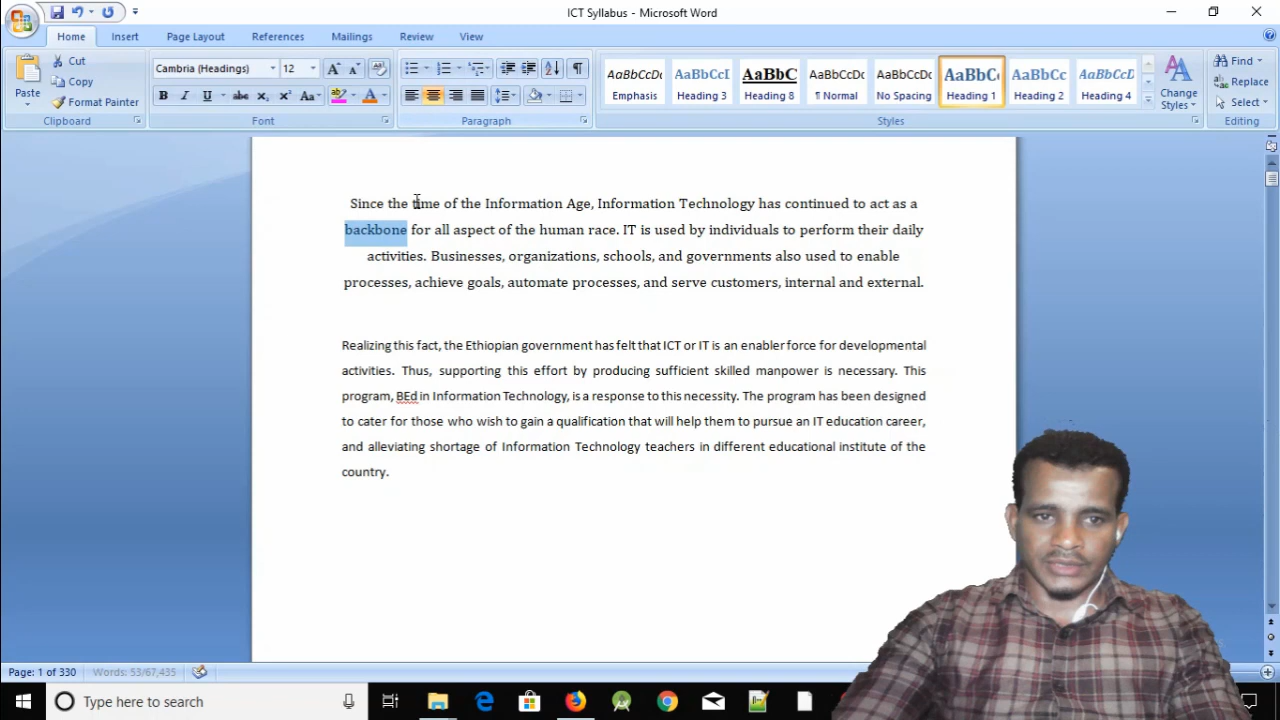 ICT Syllabus - Microsoft Word
Home Insert Page Layout References Mailings Review View
Paste
Cut
Copy
Format Painter
Clipboard
Cambria (Headings) 12
Font
Paragraph
AaBbCcDc AaBbCcI AaBbC AaBbCcDc AaBbCcDc AaBbC AaBbCc AaBbCcD
Emphasis Heading 3 Heading 8 ¶ Normal No Spacing Heading 1 Heading 2 Heading 4
Change Styles
Styles
Find
Replace
Select
Editing
Since the time of the Information Age, Information Technology has continued to act as a
backbone for all aspect of the human race. IT is used by individuals to perform their daily
activities. Businesses, organizations, schools, and governments also used to enable
processes, achieve goals, automate processes, and serve customers, internal and external.
Realizing this fact, the Ethiopian government has felt that ICT or IT is an enabler force for developmental
activities. Thus, supporting this effort by producing sufficient skilled manpower is necessary. This
program, BEd in Information Technology, is a response to this necessity. The program has been designed
to cater for those who wish to gain a qualification that will help them to pursue an IT education career,
and alleviating shortage of Information Technology teachers in different educational institute of the
country.
Page: 1 of 330 Words: 53/67,435
Type here to search